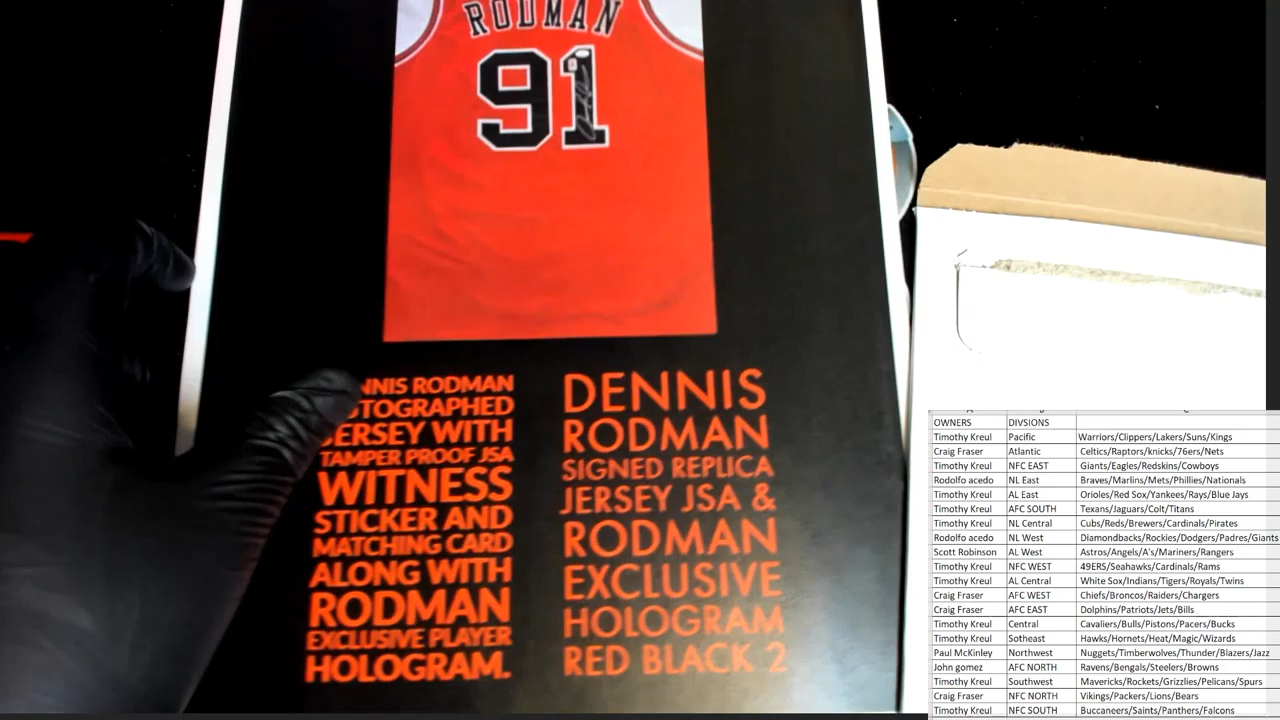 RODMAN
91
NNIS RODMAN
TOGRAPHED
JERSEY WITH
TAMPER PROOF JSA
WITNESS
STICKER AND
MATCHING CARD
ALONG WITH
RODMAN
EXCLUSIVE PLAYER
HOLOGRAM.
DENNIS
RODMAN
SIGNED REPLICA
JERSEY JSA &
RODMAN
EXCLUSIVE
HOLOGRAM
RED BLACK 2
OWNERS DIVSIONS
Timothy Kreul Pacific Warriors/Clippers/Lakers/Suns/Kings
Craig Fraser Atlantic Celtics/Raptors/knicks/76ers/Nets
Timothy Kreul NFC EAST Giants/Eagles/Redskins/Cowboys
Rodolfo acedo NL East Braves/Marlins/Mets/Phillies/Nationals
Timothy Kreul AL East Orioles/Red Sox/Yankees/Rays/Blue Jays
Timothy Kreul AFC SOUTH Texans/Jaguars/Colt/Titans
Timothy Kreul NL Central Cubs/Reds/Brewers/Cardinals/Pirates
Rodolfo acedo NL West Diamondbacks/Rockies/Dodgers/Padres/Giants
Scott Robinson AL West Astros/Angels/A's/Mariners/Rangers
Timothy Kreul NFC WEST 49ERS/Seahawks/Cardinals/Rams
Timothy Kreul AL Central White Sox/Indians/Tigers/Royals/Twins
Craig Fraser AFC WEST Chiefs/Broncos/Raiders/Chargers
Craig Fraser AFC EAST Dolphins/Patriots/Jets/Bills
Timothy Kreul Central Cavaliers/Bulls/Pistons/Pacers/Bucks
Timothy Kreul Sotheast Hawks/Hornets/Heat/Magic/Wizards
Paul McKinley Northwest Nuggets/Timberwolves/Thunder/Blazers/Jazz
John gomez AFC NORTH Ravens/Bengals/Steelers/Browns
Timothy Kreul Southwest Mavericks/Rockets/Grizzlies/Pelicans/Spurs
Craig Fraser NFC NORTH Vikings/Packers/Lions/Bears
Timothy Kreul NFC SOUTH Buccaneers/Saints/Panthers/Falcons